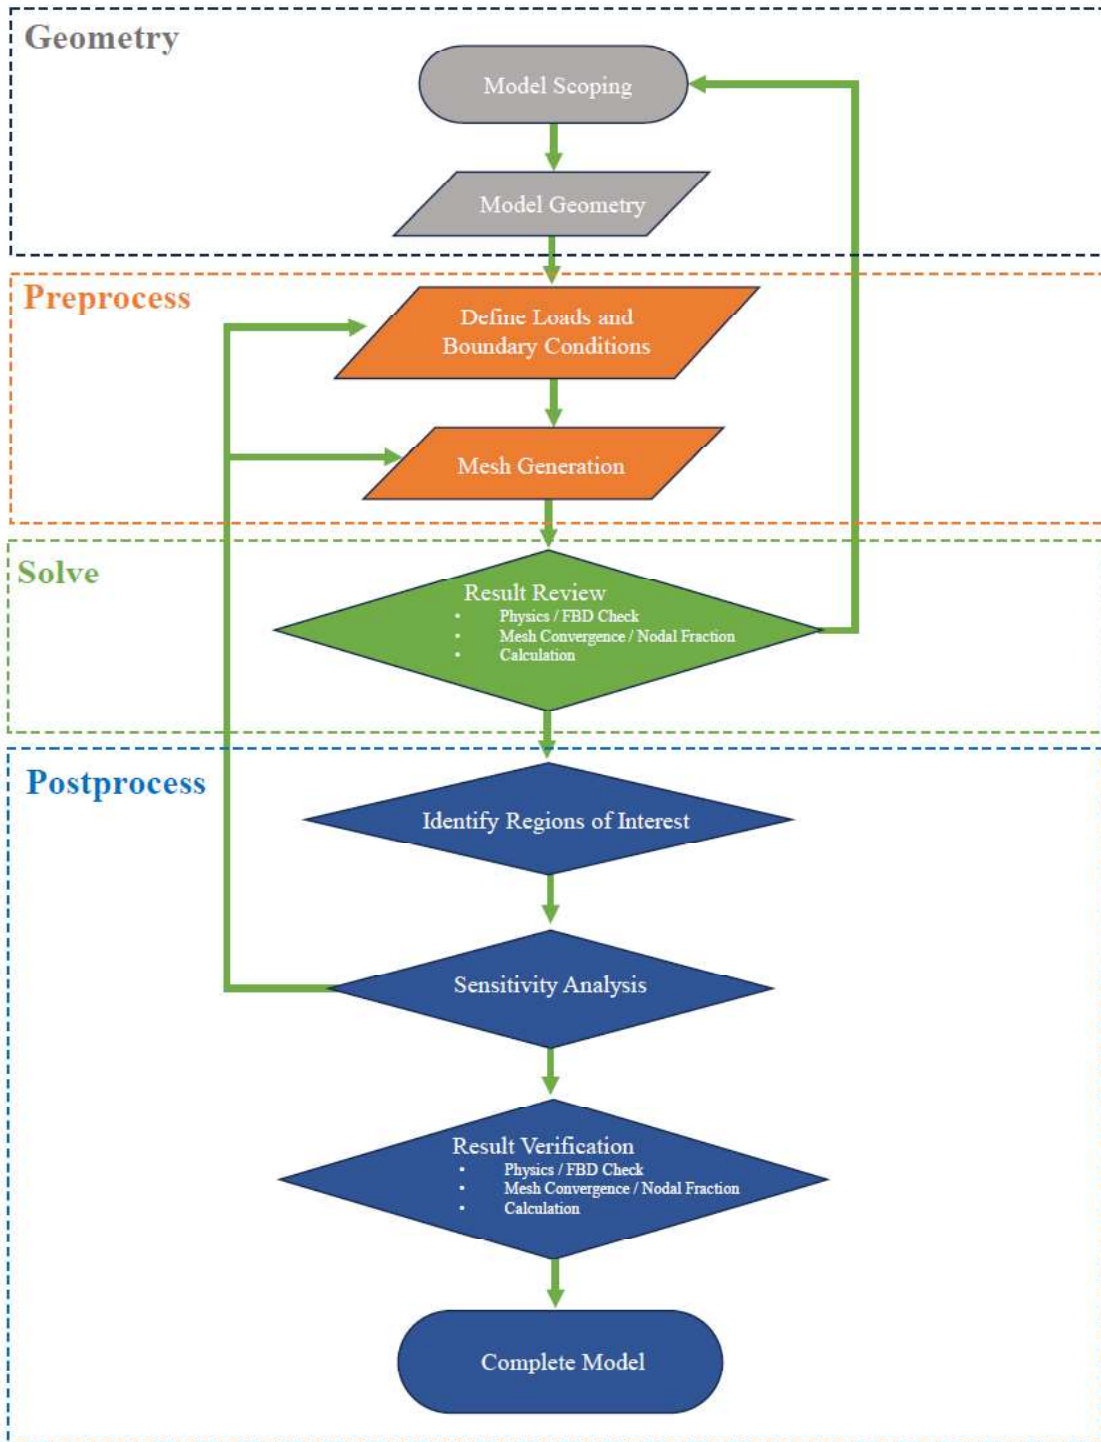 Geometry
Model Scoping
Model Geometry
Preprocess
Define Loads and
Boundary Conditions
Mesh Generation
Solve
Result Review
• Physics / FBD Check
• Mesh Convergence / Nodal Fraction
• Calculation
Postprocess
Identify Regions of Interest
Sensitivity Analysis
Result Verification
• Physics / FBD Check
• Mesh Convergence / Nodal Fraction
• Calculation
Complete Model